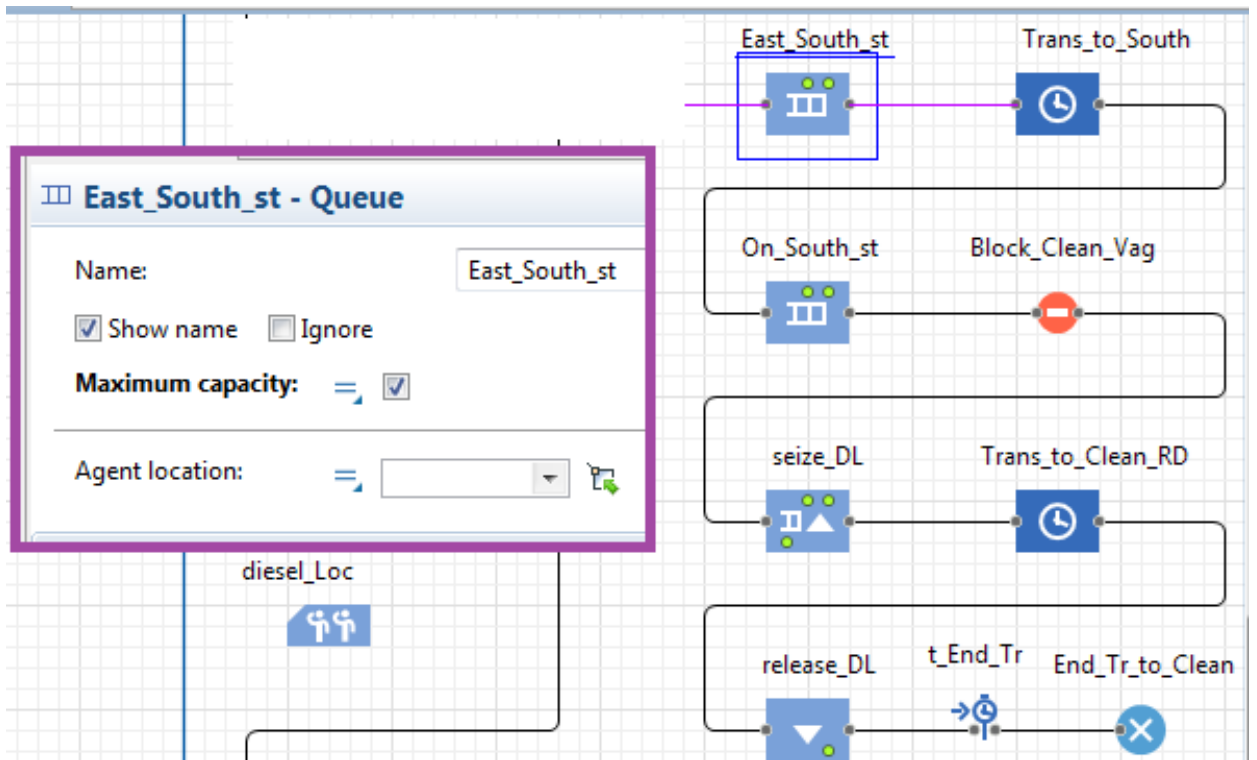 East_South_st
Trans_to_South
East_South_st - Queue
Name:
East_South_st
Show name
Ignore
Maximum capacity:
Agent location:
On_South_st
Block_Clean_Vag
seize_DL
Trans_to_Clean_RD
diesel_Loc
release_DL
t_End_Tr
End_Tr_to_Clean